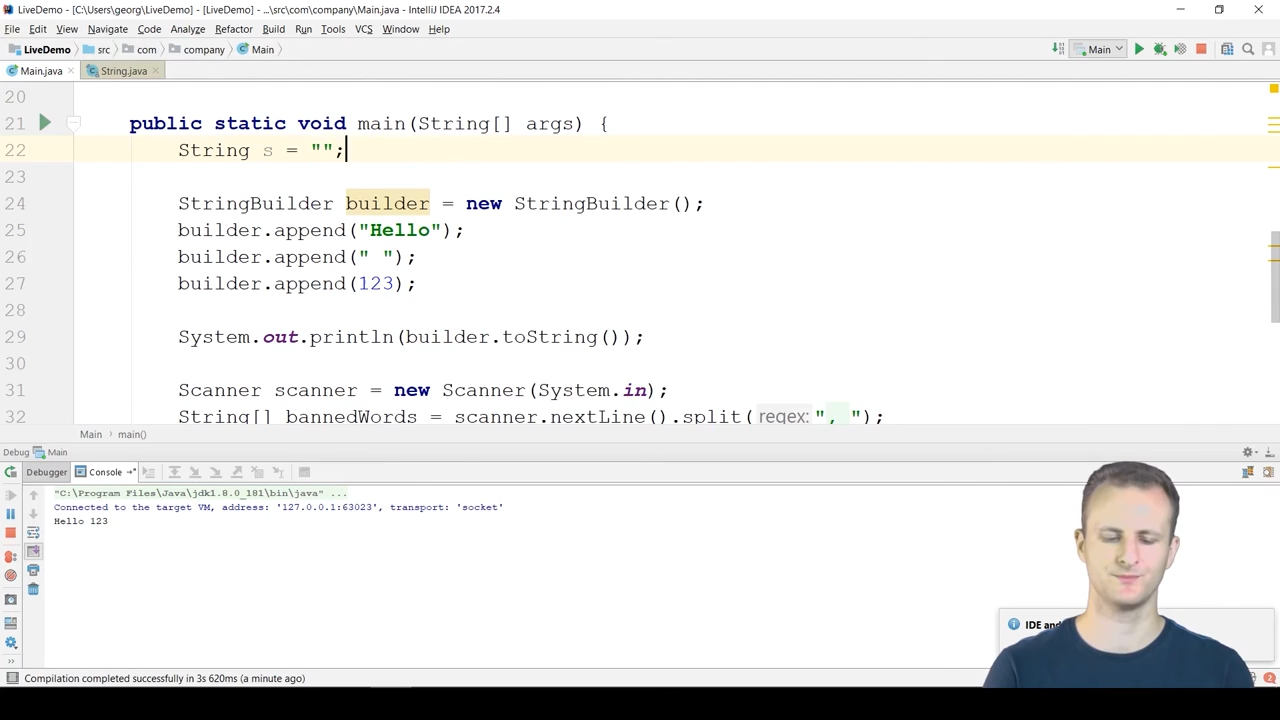 LiveDemo - [C:\Users\georg\LiveDemo] - [LiveDemo] - ...\src\com\company\Main.java - IntelliJ IDEA 2017.2.4
File Edit View Navigate Code Analyze Refactor Build Run Tools VCS Window Help
LiveDemo src com company Main Main
Main.java String.java
20
21 public static void main(String[] args) {
22 String s = "";
23
24 StringBuilder builder = new StringBuilder();
25 builder.append("Hello");
26 builder.append(" ");
27 builder.append(123);
28
29 System.out.println(builder.toString());
30
31 Scanner scanner = new Scanner(System.in);
32 String[] bannedWords = scanner.nextLine().split( regex: ", ");
Main main()
Debug Main
Debugger Console
"C:\Program Files\Java\jdk1.8.0_181\bin\java" ...
Connected to the target VM, address: '127.0.0.1:63023', transport: 'socket'
Hello 123
IDE and
Compilation completed successfully in 3s 620ms (a minute ago)
2